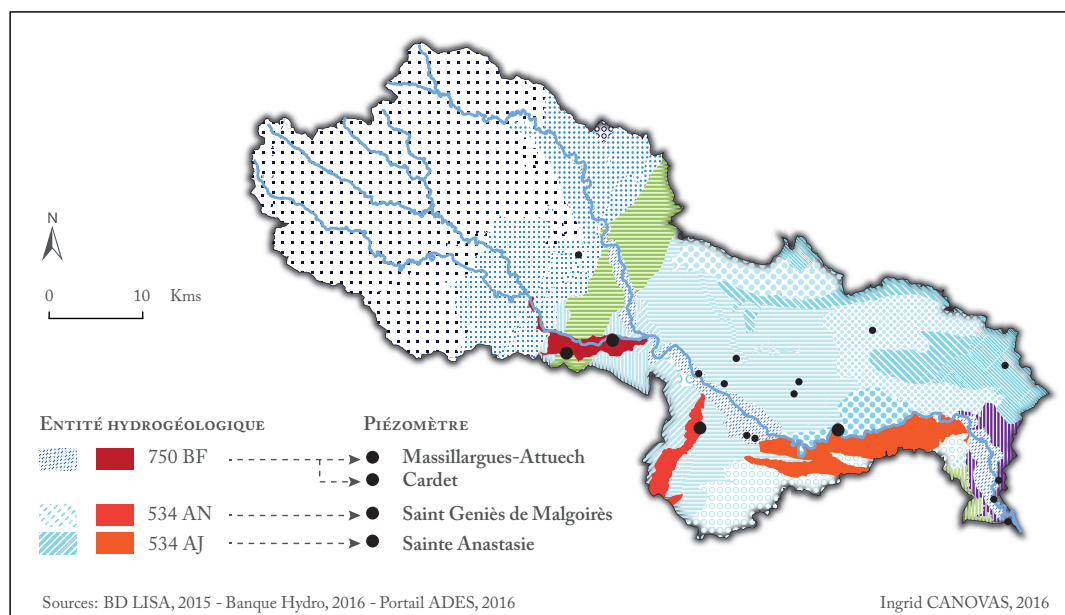 N
0 10 Kms
Entité hydrogéologique
Piézomètre
750 BF
Massillargues-Attuech
Cardet
534 AN
Saint Geniès de Malgoirès
534 AJ
Sainte Anastasie
Sources: BD LISA, 2015 - Banque Hydro, 2016 - Portail ADES, 2016
Ingrid CANOVAS, 2016